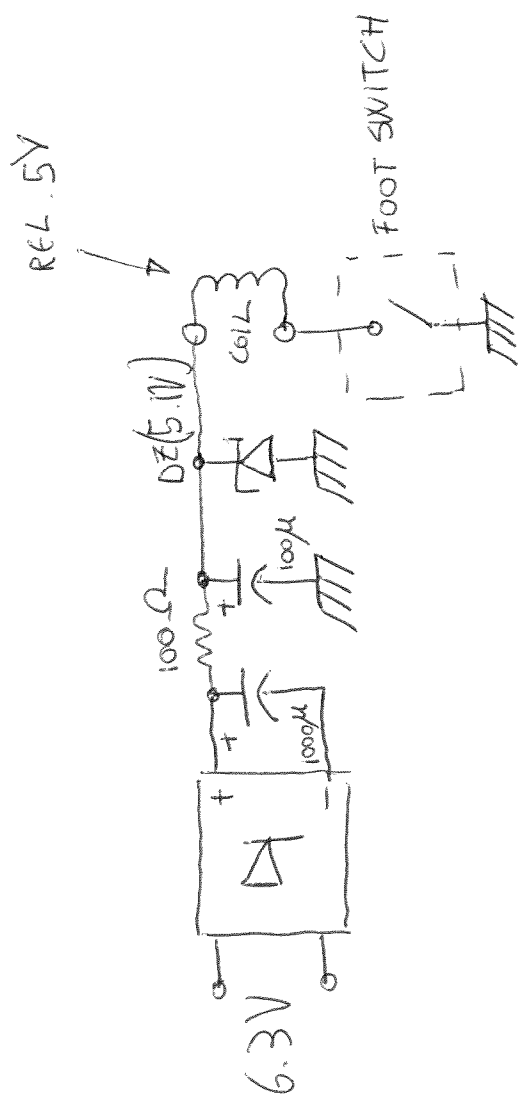 6.3V
+
-
+
1000µ
100Ω
+
100µ
DZ(5.1V)
COIL
REL. 5V
FOOT SWITCH